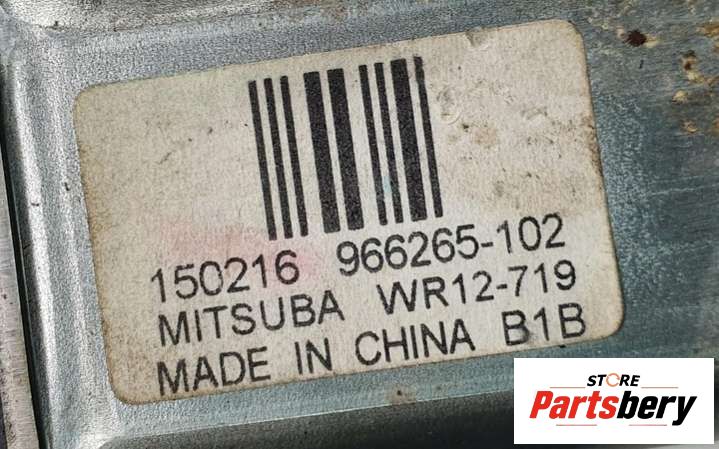 150216 966265-102
MITSUBA WR12-719
MADE IN CHINA B1B
STORE
Partsbery